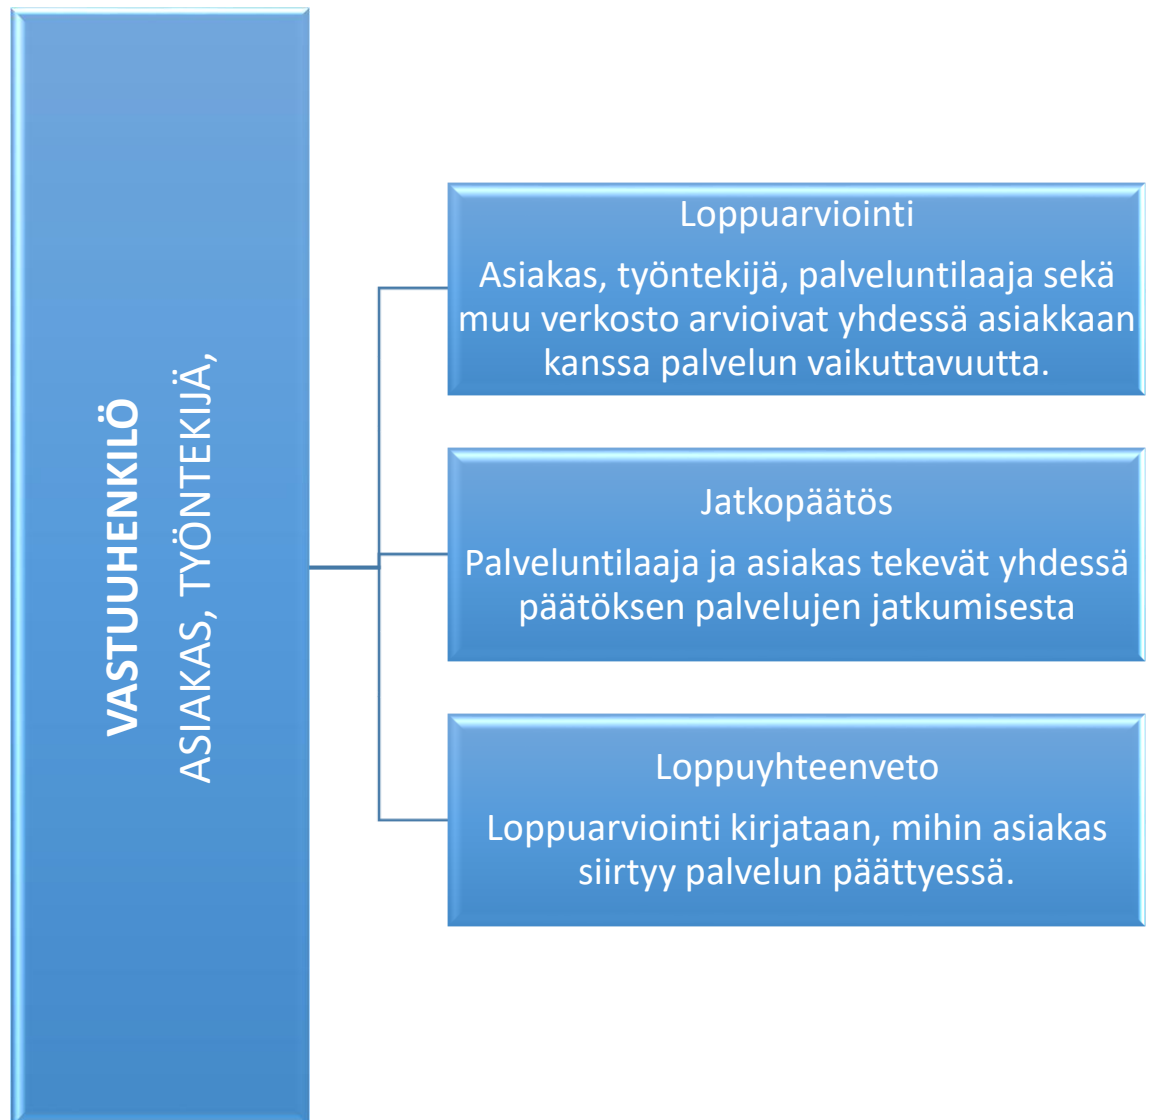 VASTUUHENKILÖ
ASIAKAS, TYÖNTEKIJÄ,
Loppuarviointi
Asiakas, työntekijä, palveluntilaaja sekä
muu verkosto arvioivat yhdessä asiakkaan
kanssa palvelun vaikuttavuutta.
Jatkopäätös
Palveluntilaaja ja asiakas tekevät yhdessä
päätöksen palvelujen jatkumisesta
Loppuyhteenveto
Loppuarviointi kirjataan, mihin asiakas
siirtyy palvelun päättyessä.